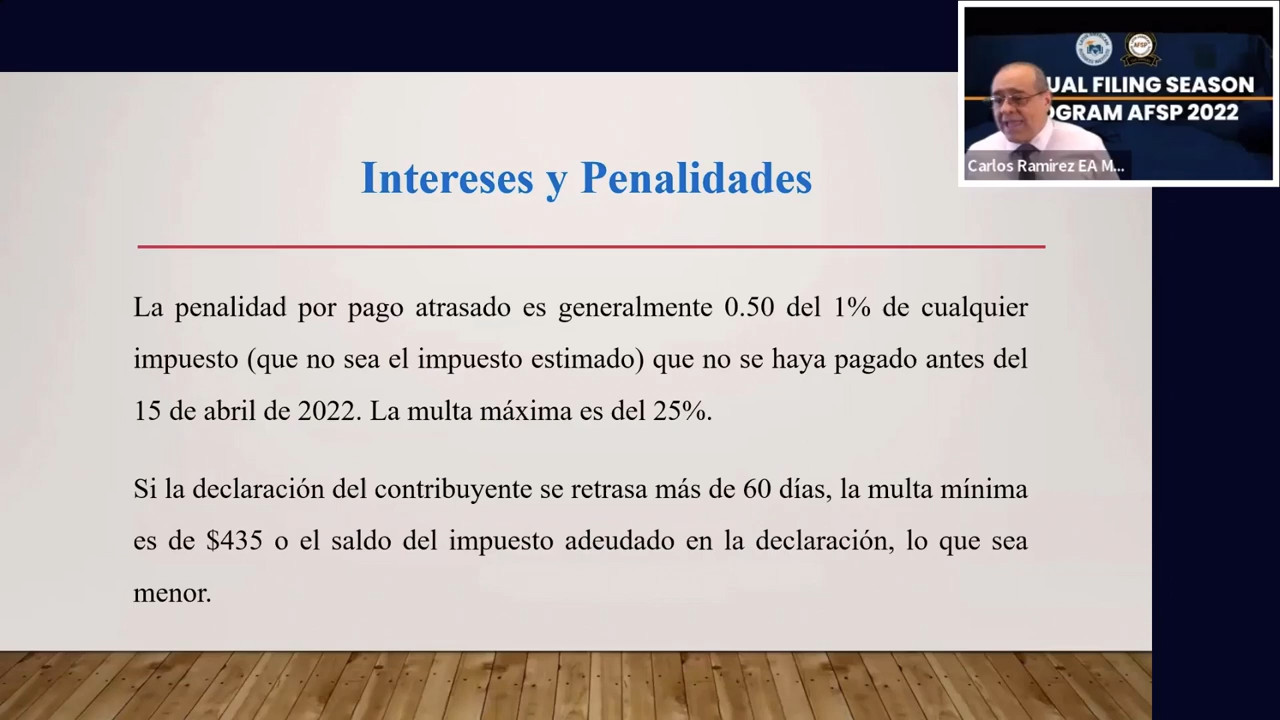 UAL FILING SEASON
OGRAM AFSP 2022
AFSP
Carlos Ramirez EA M...
Intereses y Penalidades
La penalidad por pago atrasado es generalmente 0.50 del 1% de cualquier
impuesto (que no sea el impuesto estimado) que no se haya pagado antes del
15 de abril de 2022. La multa máxima es del 25%.
Si la declaración del contribuyente se retrasa más de 60 días, la multa mínima
es de $435 o el saldo del impuesto adeudado en la declaración, lo que sea
menor.